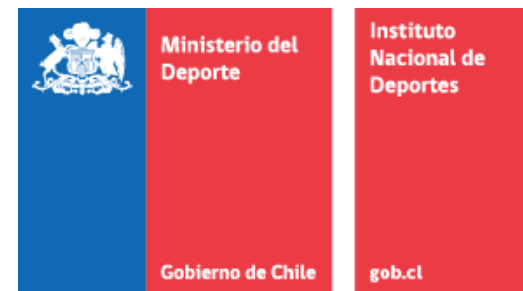 Ministerio del
Deporte
Gobierno de Chile
Instituto
Nacional de
Deportes
gob.cl